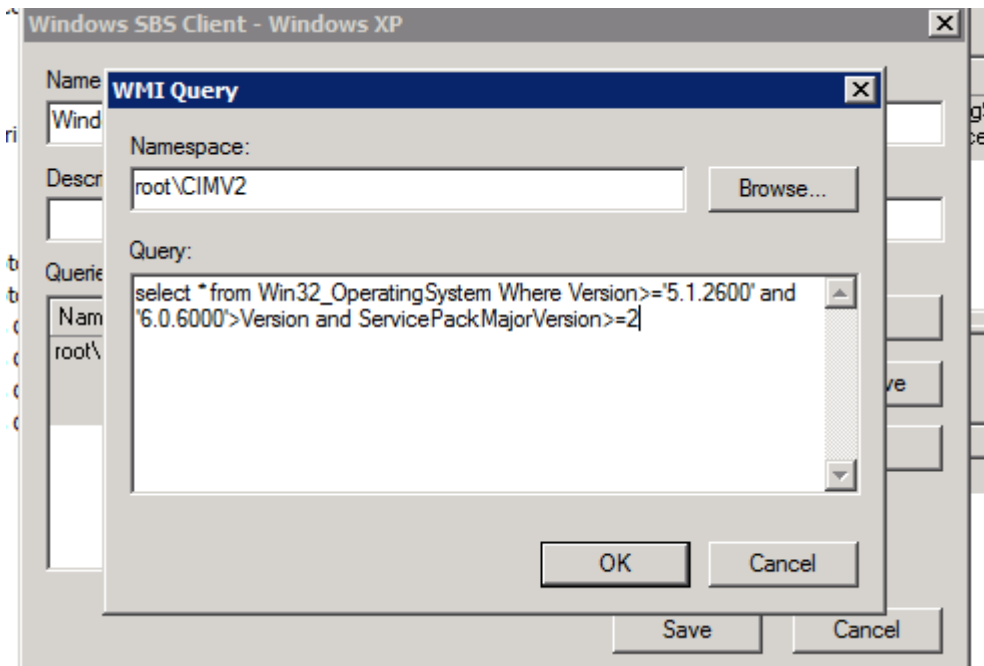 Windows SBS Client - Windows XP
Name
WMI Query
Wind
Namespace:
root\CIMV2
Browse...
Descr
Query:
Querie
select * from Win32_OperatingSystem Where Version>='5.1.2600' and
'6.0.6000'>Version and ServicePackMajorVersion>=2
Nam
root\
ve
OK
Cancel
Save
Cancel